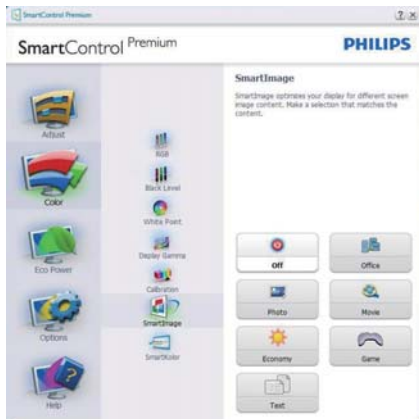 SmartControl Premium
SmartControl Premium
PHILIPS
Adjust
Color
Eco Power
Options
Help
RGB
Black Level
White Point
Display Gamma
Calibration
SmartImage
SmartKolor
SmartImage
SmartImage optimizes your display for different screen
image content. Make a selection that matches the
content.
Off
Office
Photo
Movie
Economy
Game
Text